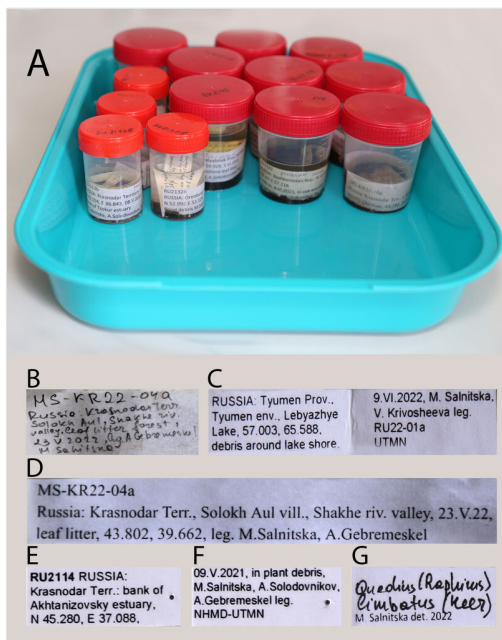 A
Krasnodar Territory
A.Solodovnikov
RU2132
RUSSIA:
B
MS-KR22-04a
Russia: Krasnodar Terr.
Solokh Aul, Shakhe riv.
valley, leaf litter, forest,
23.V.2022, leg. A.Gebremeskel
M Salnitska
C
RUSSIA: Tyumen Prov.,
Tyumen env., Lebyazhye
Lake, 57.003, 65.588,
debris around lake shore.
9.VI.2022, M. Salnitska,
V. Krivosheeva leg.
RU22-01a
UTMN
D
MS-KR22-04a
Russia: Krasnodar Terr., Solokh Aul vill., Shakhe riv. valley, 23.V.22,
leaf litter, 43.802, 39.662, leg. M.Salnitska, A.Gebremeskel
E
RU2114 RUSSIA:
Krasnodar Terr.: bank of
Akhtanizovsky estuary,
N 45.280, E 37.088,
F
09.V.2021, in plant debris,
M.Salnitska, A.Solodovnikov,
A.Gebremeskel leg.
NHMD-UTMN
G
Quedius (Raphirus)
limbatus (Heer)
M. Salnitska det. 2022